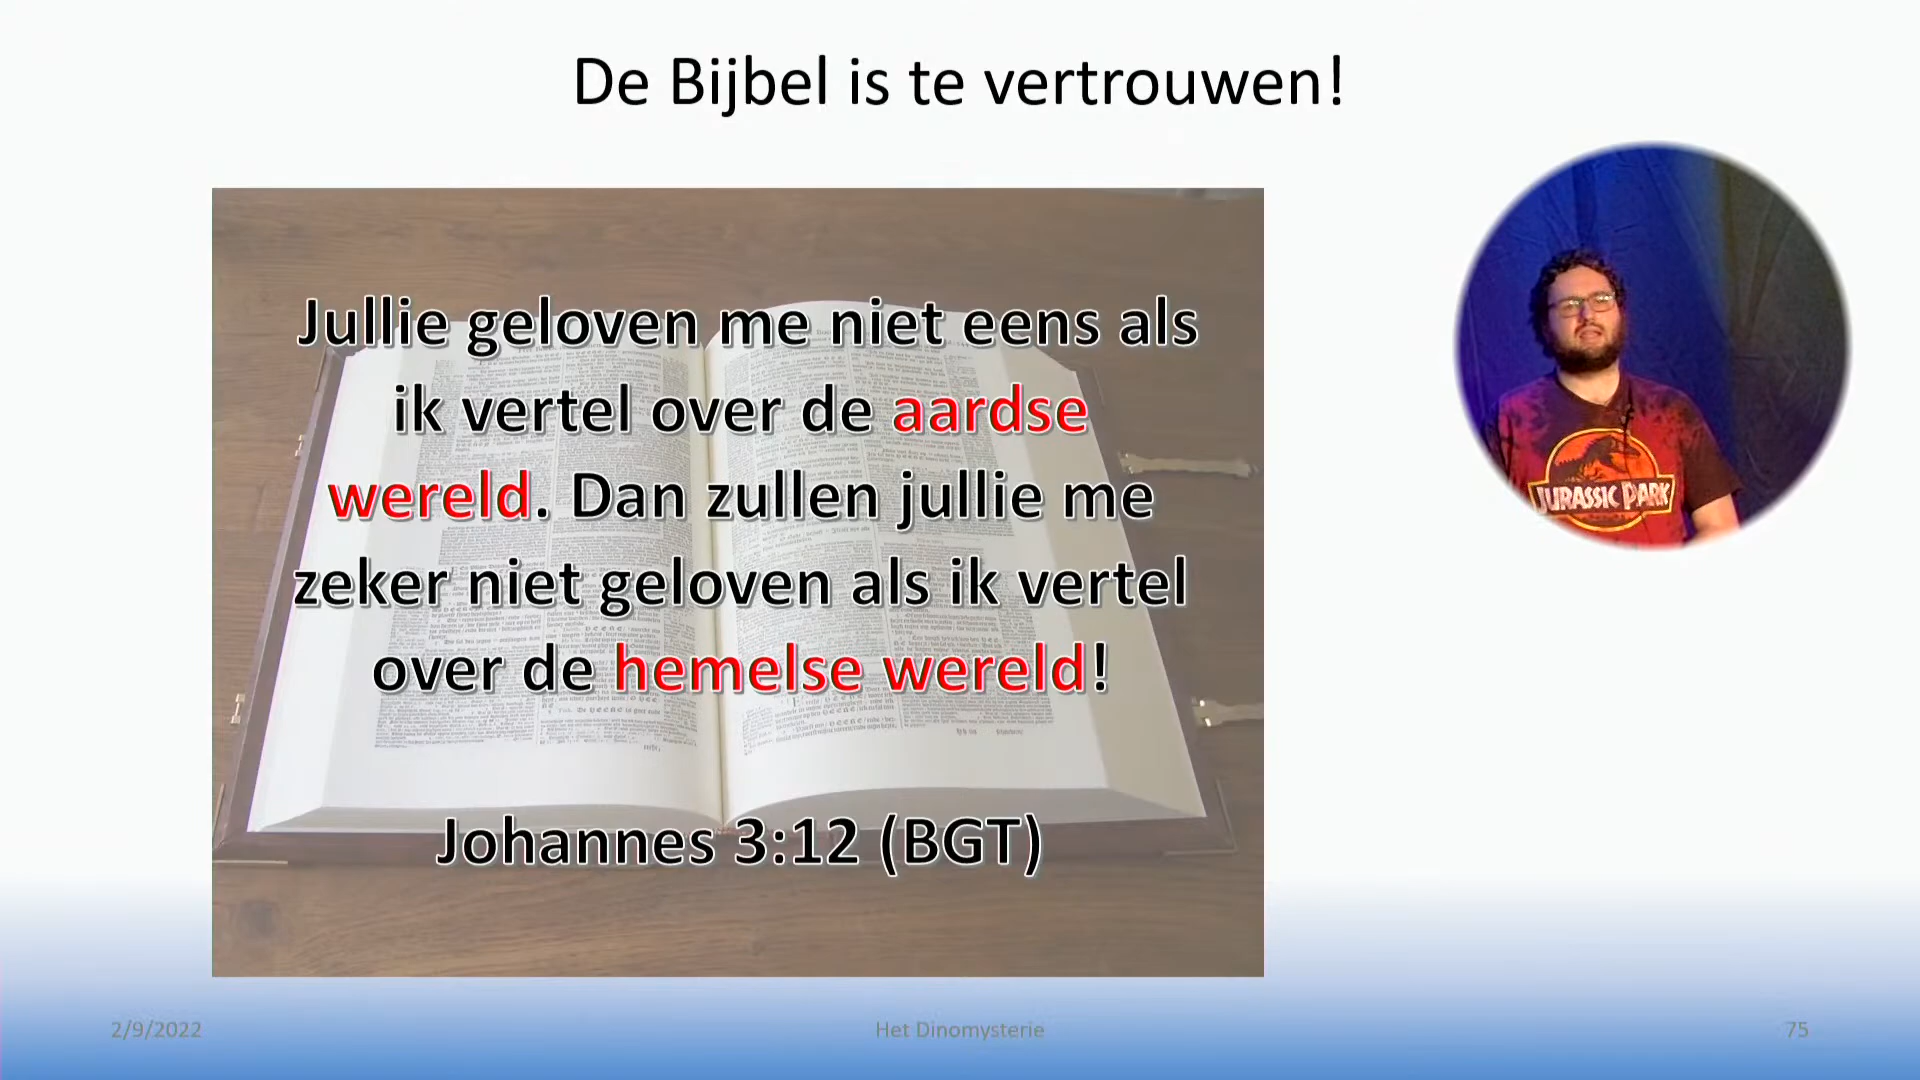 De Bijbel is te vertrouwen!
Jullie geloven me niet eens als
ik vertel over de aardse
wereld. Dan zullen jullie me
zeker niet geloven als ik vertel
over de hemelse wereld!
Johannes 3:12 (BGT)
JURASSIC PARK
2/9/2022
Het Dinomysterie
75